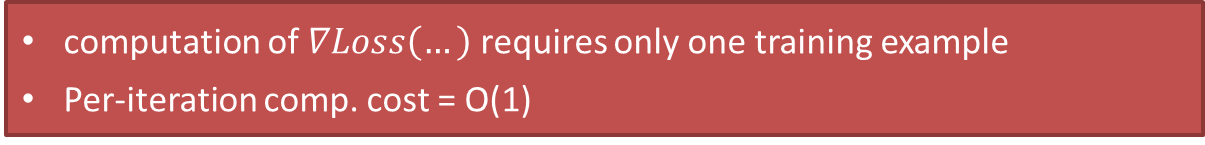 • computation of ∇Loss(…) requires only one training example
• Per-iteration comp. cost = O(1)